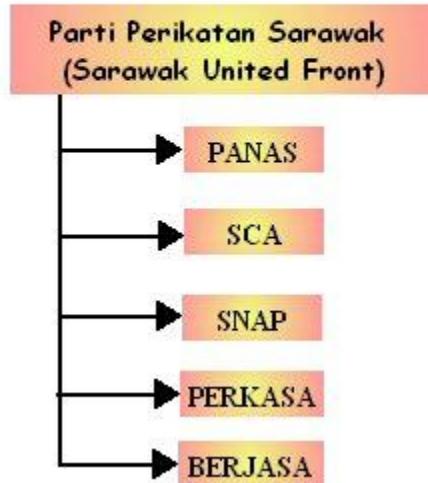 Parti Perikatan Sarawak
(Sarawak United Front)
PANAS
SCA
SNAP
PERKASA
BERJASA